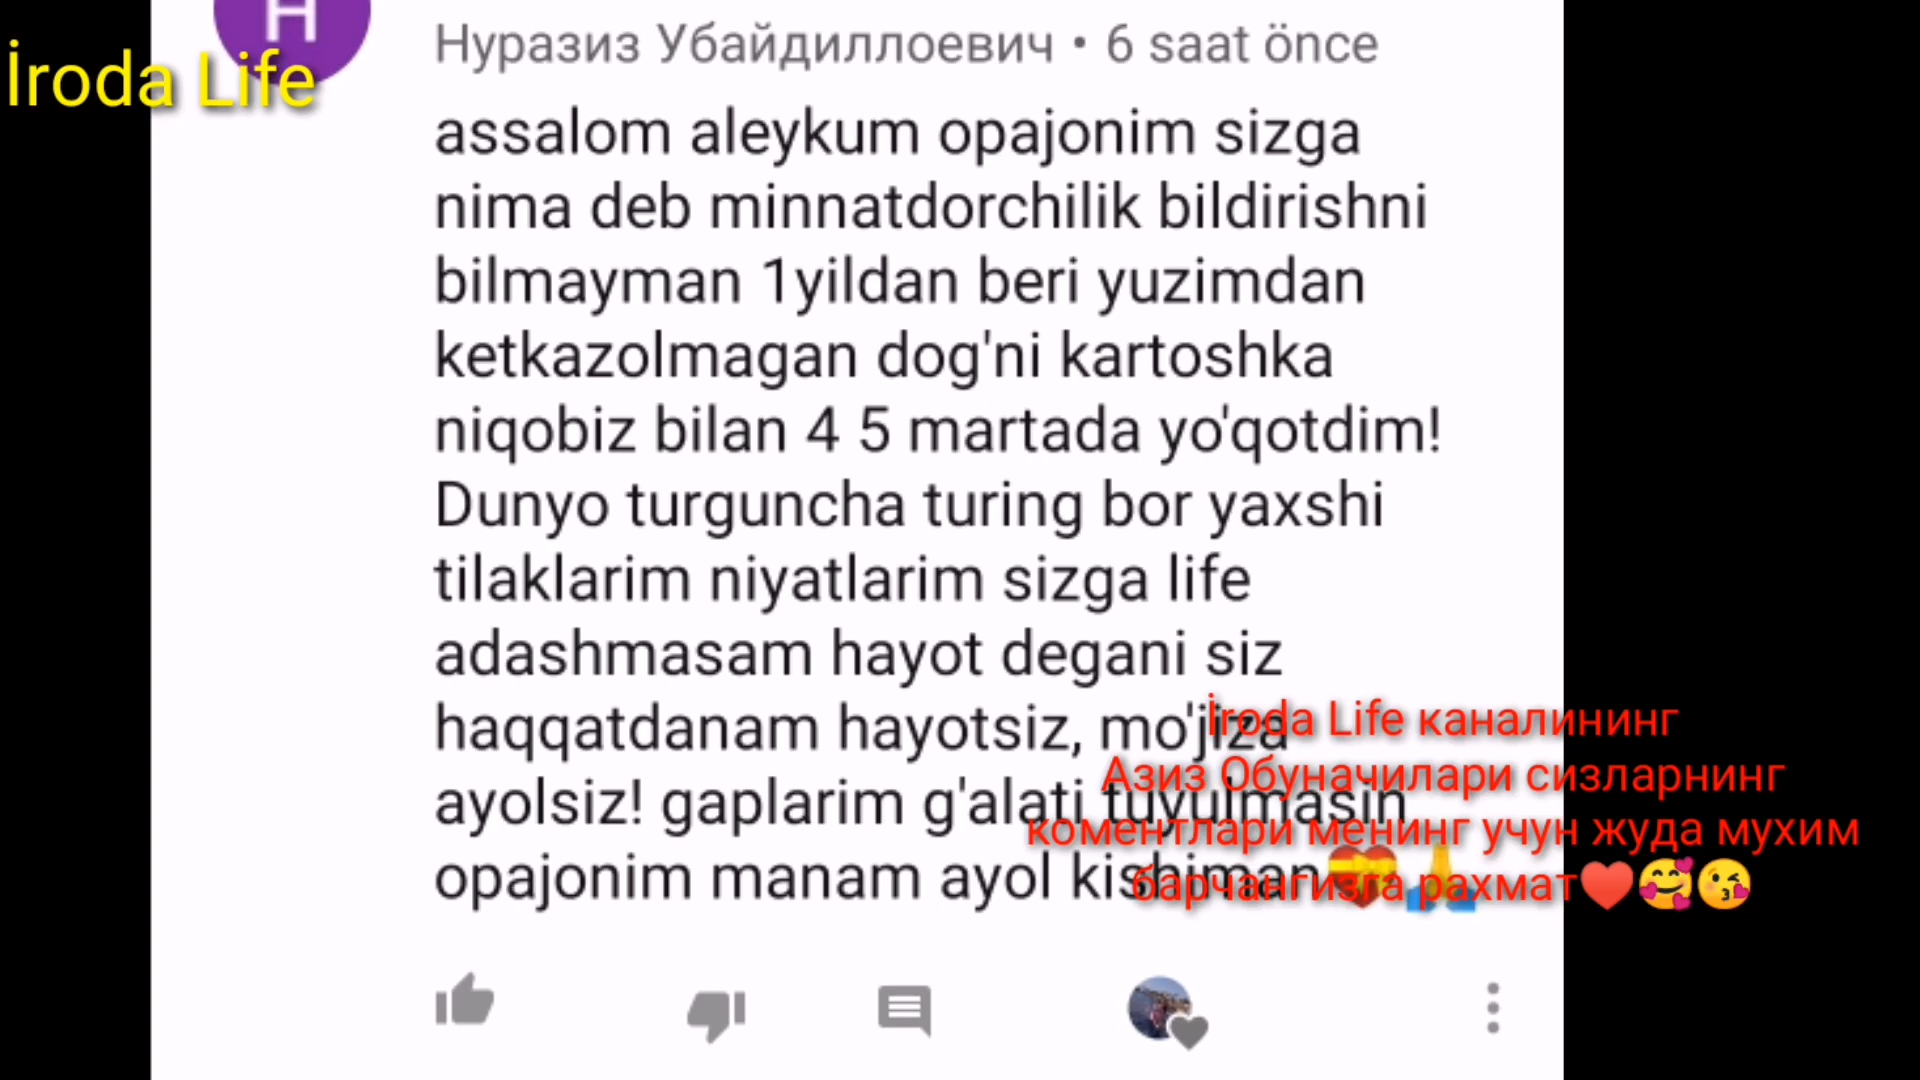 H
İroda Life
Нуразиз Убайдиллоевич • 6 saat önce
assalom aleykum opajonim sizga
nima deb minnatdorchilik bildirishni
bilmayman 1yildan beri yuzimdan
ketkazolmagan dog'ni kartoshka
niqobiz bilan 4 5 martada yo'qotdim!
Dunyo turguncha turing bor yaxshi
tilaklarim niyatlarim sizga life
adashmasam hayot degani siz
haqqatdanam hayotsiz, mo'jiza
ayolsiz! gaplarim g'alati tuyulmasin
opajonim manam ayol kishiman💝🙏
İroda Life каналининг
Азиз Обуначилари сизларнинг
коментлари менинг учун жуда мухим
барчангизга рахмат❤️🥰😘